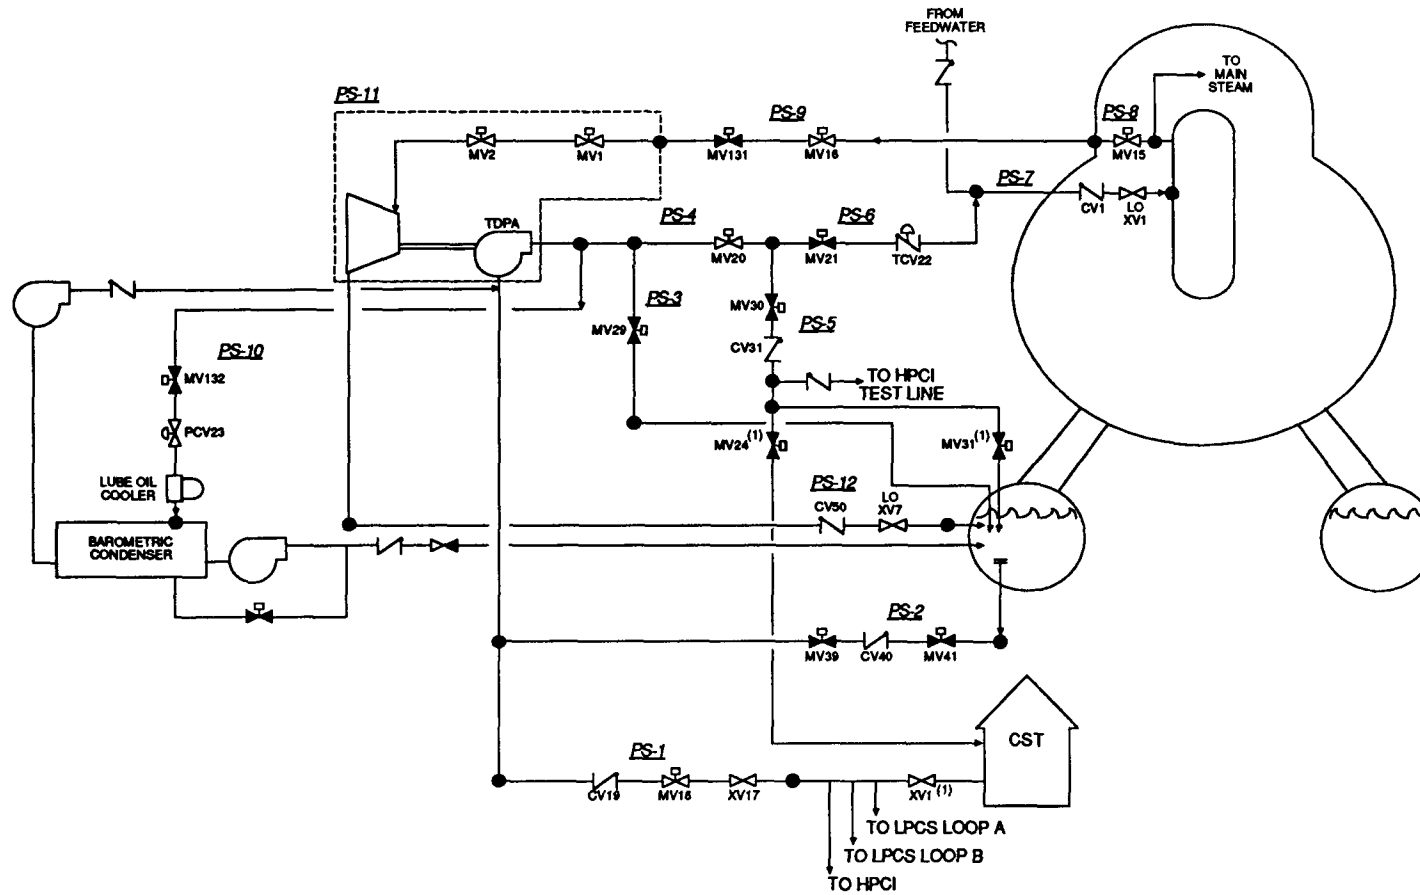 FROM
FEEDWATER
TO
MAIN
STEAM
PS-11
PS-9
PS-8
MV2
MV1
MV131
MV16
MV15
PS-7
CV1
LO
XV1
TDPA
PS-4
PS-6
MV20
MV21
TCV22
PS-3
MV29
MV30
PS-5
CV31
PS-10
MV132
TO HPCI
TEST LINE
PCV23
MV24(1)
MV31(1)
LUBE OIL
COOLER
PS-12
CV50
LO
XV7
BAROMETRIC
CONDENSER
PS-2
MV39
CV40
MV41
CST
PS-1
CV19
MV18
XV17
XV1(1)
TO LPCS LOOP A
TO LPCS LOOP B
TO HPCI